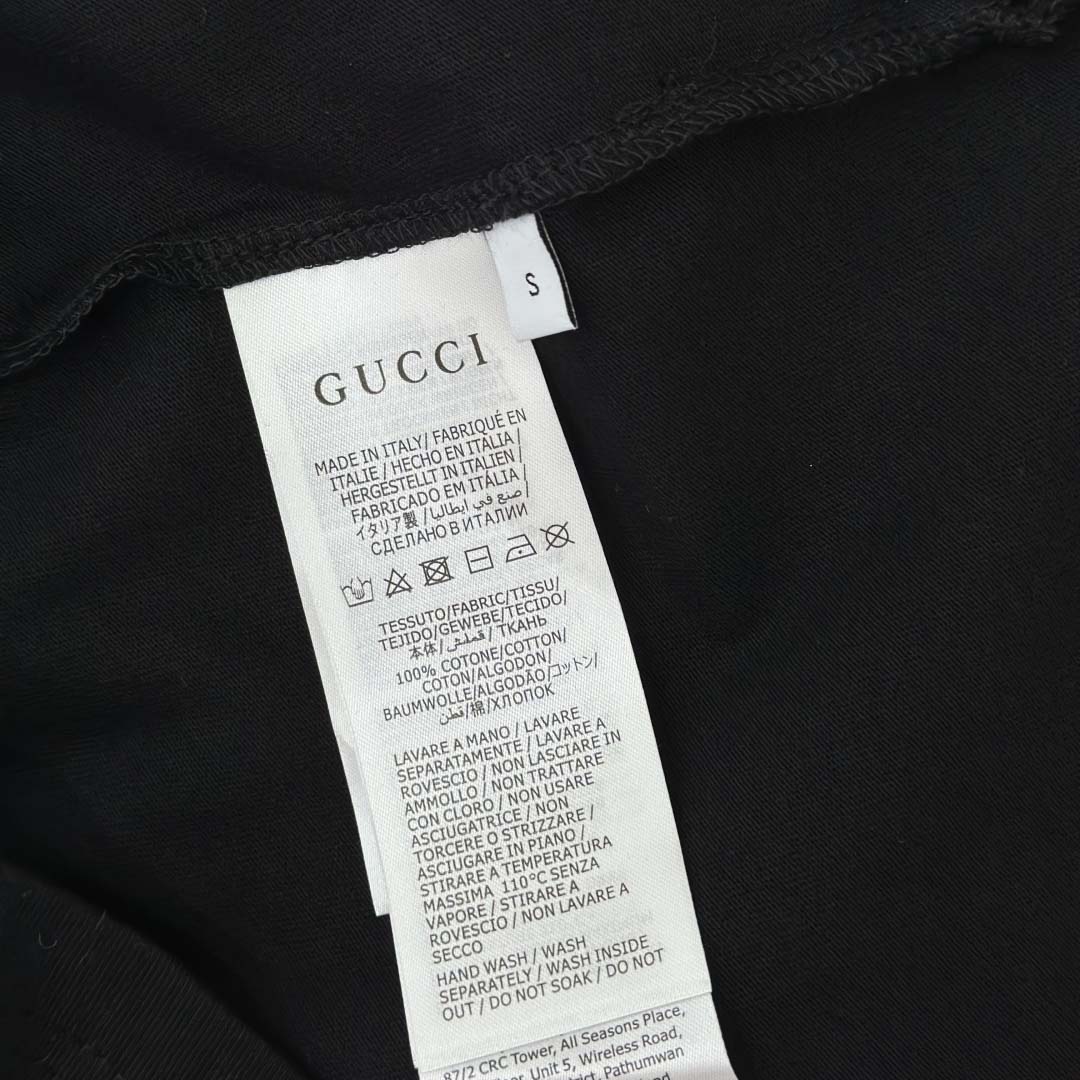 S
GUCCI
MADE IN ITALY/ FABRIQUÉ EN
ITALIE / HECHO EN ITALIA /
HERGESTELLT IN ITALIEN /
FABRICADO EM ITÁLIA /
イタリア製 / صنع في ايطاليا /
СДЕЛАНО В ИТАЛИИ
TESSUTO/FABRIC/TISSU/
TEJIDO/GEWEBE/TECIDO/
本体/قملش/ ТКАНЬ
100% COTONE/COTTON/
COTON/ALGODON/
BAUMWOLLE/ALGODÃO/コットン/
قطن/棉/ХЛОПОК
LAVARE A MANO / LAVARE
SEPARATAMENTE / LAVARE A
ROVESCIO / NON LASCIARE IN
AMMOLLO / NON TRATTARE
CON CLORO / NON USARE
ASCIUGATRICE / NON
TORCERE O STRIZZARE /
ASCIUGARE IN PIANO /
STIRARE A TEMPERATURA
MASSIMA 110°C SENZA
VAPORE / STIRARE A
ROVESCIO / NON LAVARE A
SECCO
HAND WASH / WASH
SEPARATELY / WASH INSIDE
OUT / DO NOT SOAK / DO NOT
87/2 CRC Tower, All Seasons Place,
Unit 5, Wireless Road,
Pathumwan